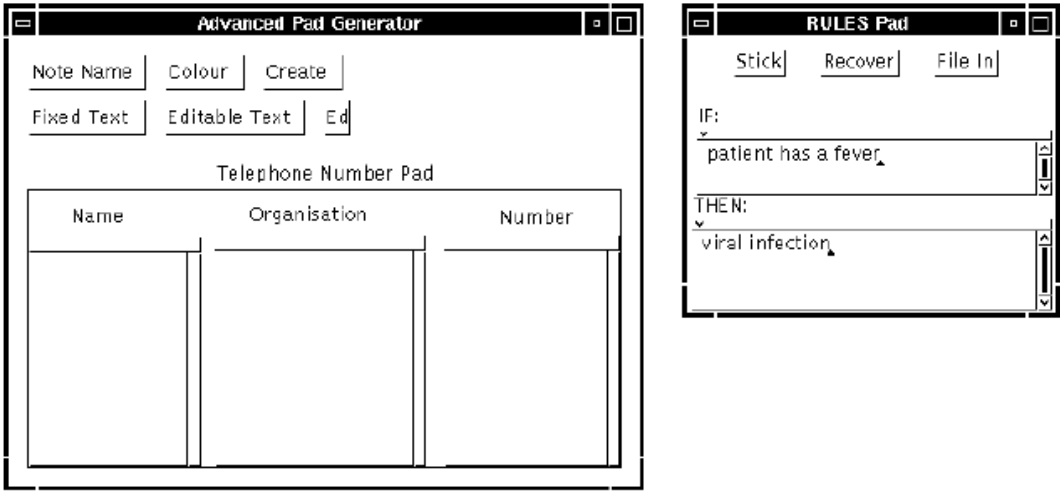 Advanced Pad Generator
Note Name Colour Create
Fixed Text Editable Text Ed
Telephone Number Pad
Name Organisation Number
RULES Pad
Stick Recover File In
IF:
patient has a fever
THEN:
viral infection